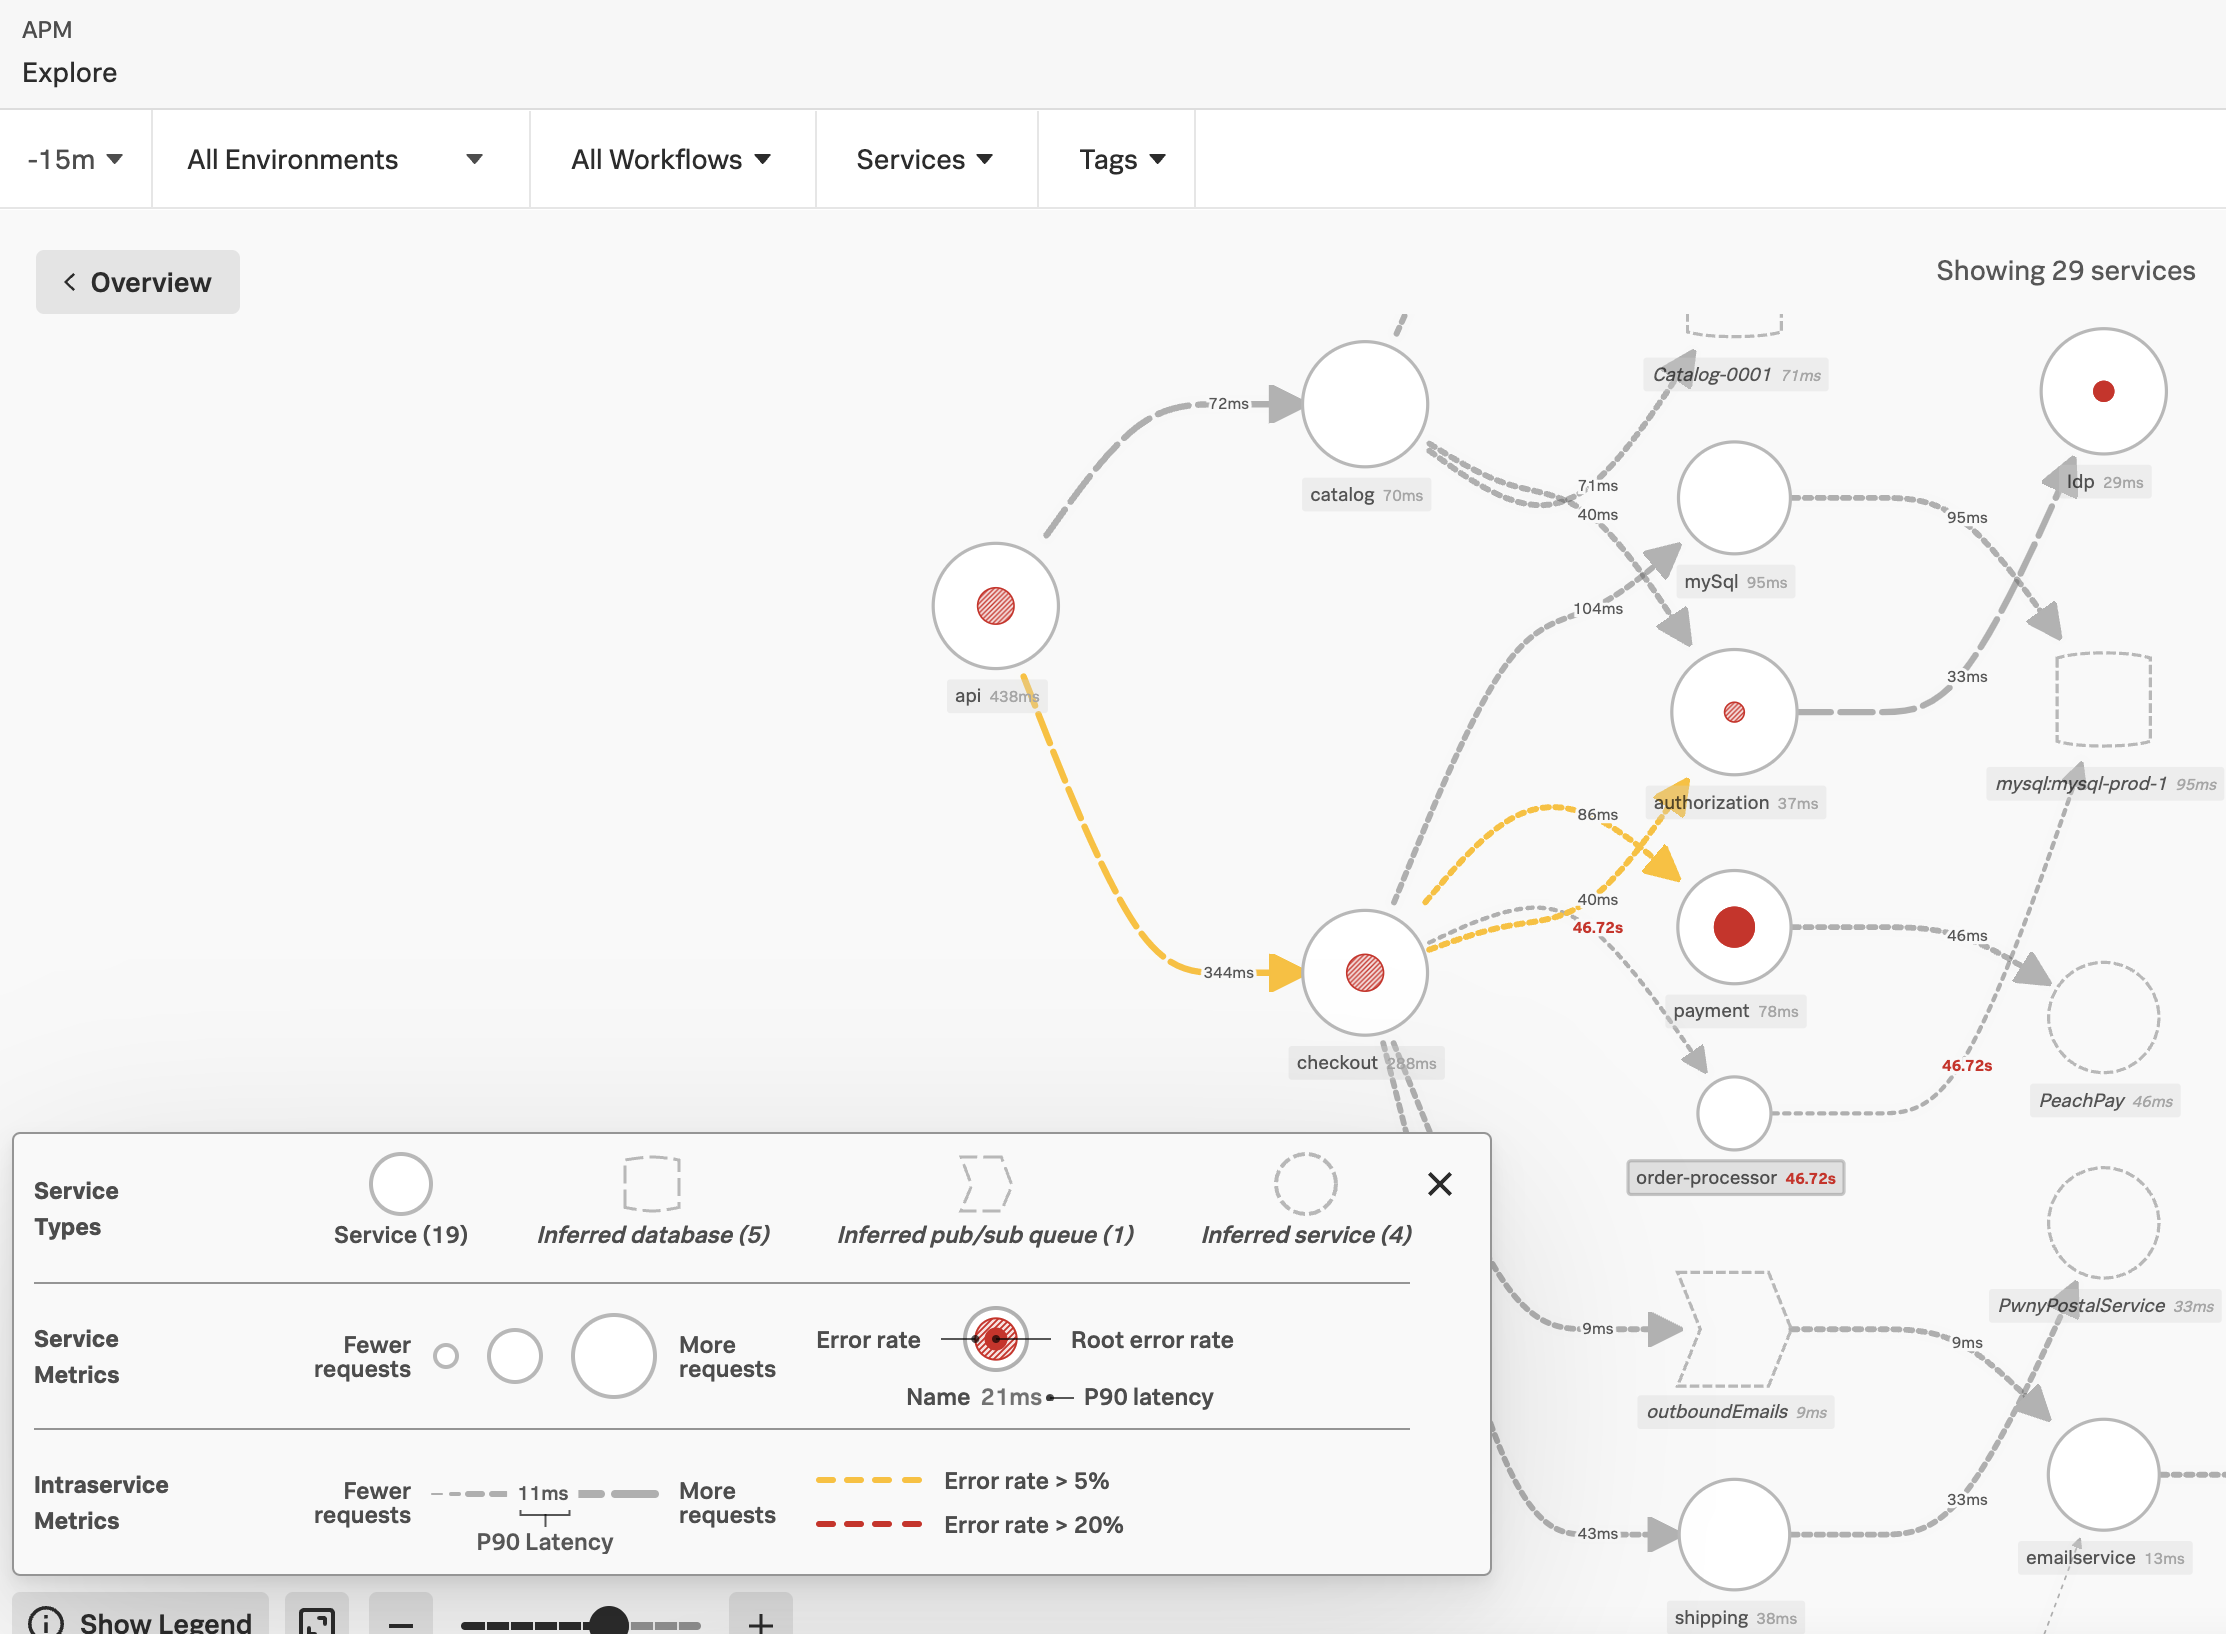 APM
Explore
-15m
All Environments
All Workflows
Services
Tags
Overview
Showing 29 services
Catalog-0001 71ms
72ms
catalog 70ms
71ms
40ms
ldp 29ms
95ms
mySql 95ms
104ms
api 438ms
33ms
mysql:mysql-prod-1 95ms
authorization 37ms
86ms
40ms
46.72s
46ms
344ms
payment 78ms
checkout 288ms
46.72s
PeachPay 46ms
order-processor 46.72s
PwnyPostalService 33ms
9ms
9ms
outboundEmails 9ms
33ms
43ms
emailservice 13ms
shipping 38ms
Service
Types
Service (19)
Inferred database (5)
Inferred pub/sub queue (1)
Inferred service (4)
Service
Metrics
Fewer
requests
More
requests
Error rate
Root error rate
Name 21ms
P90 latency
Intraservice
Metrics
Fewer
requests
11ms
P90 Latency
More
requests
Error rate > 5%
Error rate > 20%
Show Legend